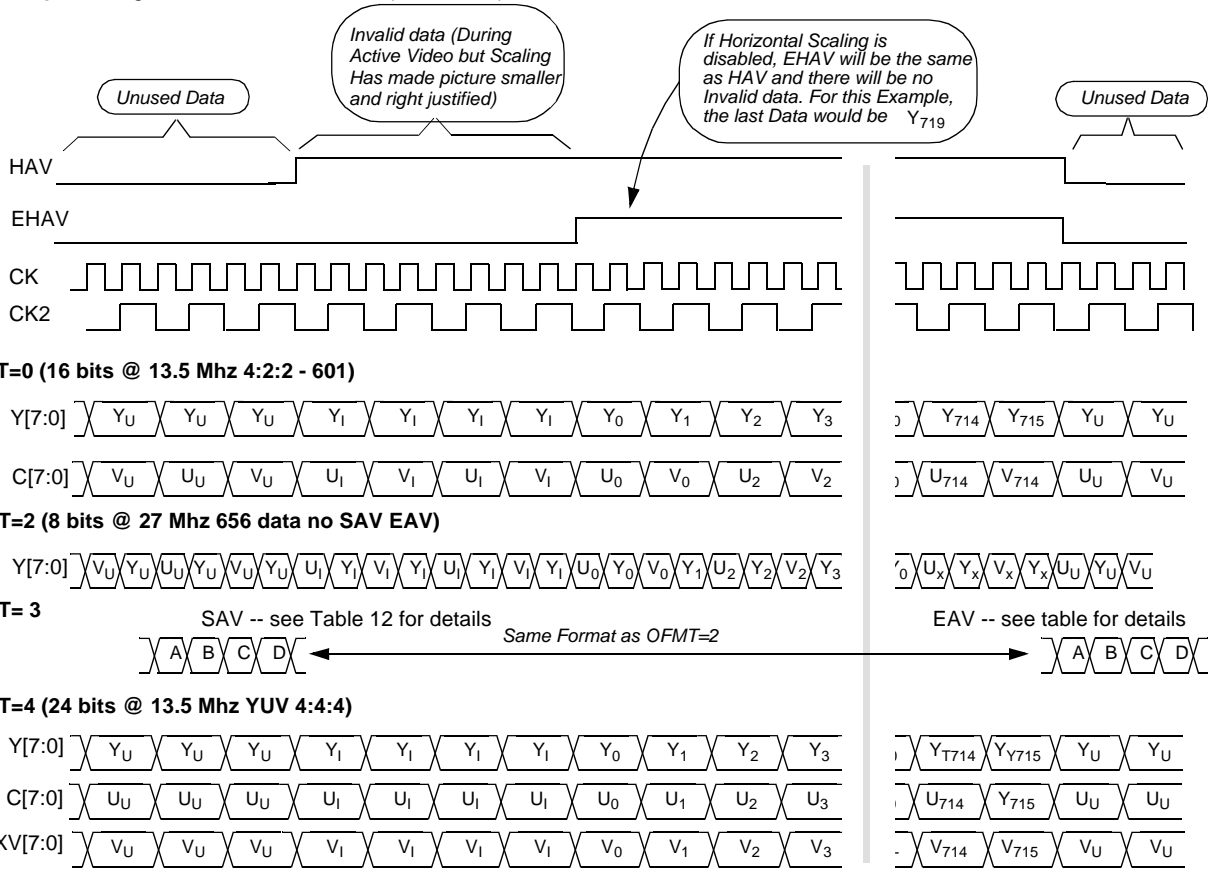 Invalid data (During
Active Video but Scaling
Has made picture smaller
and right justified)
If Horizontal Scaling is
disabled, EHAV will be the same
as HAV and there will be no
Invalid data. For this Example,
the last Data would be Y719
Unused Data
Unused Data
HAV
EHAV
CK
CK2
T=0 (16 bits @ 13.5 Mhz 4:2:2 - 601)
Y[7:0] YU YU YU YI YI YI YI Y0 Y1 Y2 Y3 Y714 Y715 YU YU
C[7:0] VU UU VU UI VI UI VI U0 V0 U2 V2 U714 V714 UU VU
T=2 (8 bits @ 27 Mhz 656 data no SAV EAV)
Y[7:0] VU YU UU YU VU YU UI YI VI YI UI YI VI YI U0 Y0 V0 Y1 U2 Y2 V2 Y3 Y0 Ux Yx Vx Yx UU YU VU
T= 3
SAV -- see Table 12 for details
EAV -- see table for details
Same Format as OFMT=2
A B C D
A B C D
T=4 (24 bits @ 13.5 Mhz YUV 4:4:4)
Y[7:0] YU YU YU YI YI YI YI Y0 Y1 Y2 Y3 YT714 YY715 YU YU
C[7:0] UU UU UU UI UI UI UI U0 U1 U2 U3 U714 Y715 UU UU
XV[7:0] VU VU VU VI VI VI VI V0 V1 V2 V3 V714 V715 VU VU